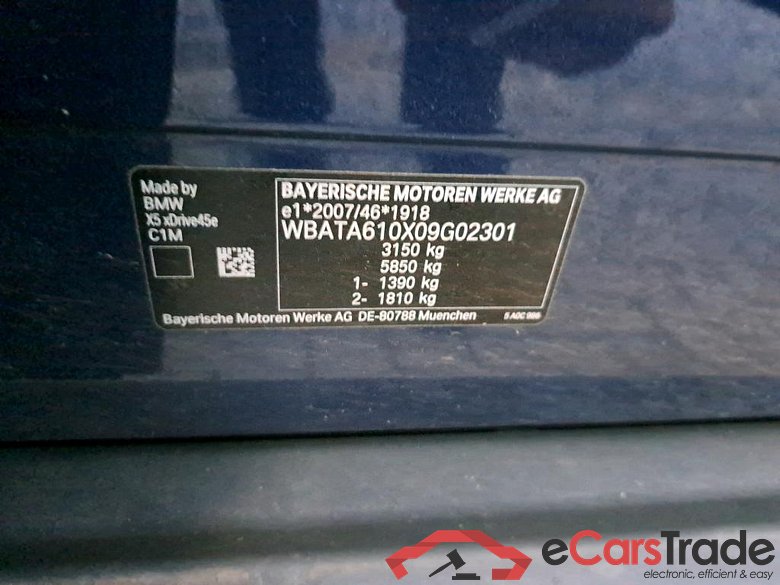 Made by
BMW
X5 xDrive45e
C1M
BAYERISCHE MOTOREN WERKE AG
e1*2007/46*1918
WBATA610X09G02301
3150 kg
5850 kg
1- 1390 kg
2- 1810 kg
Bayerische Motoren Werke AG DE-80788 Muenchen
eCarsTrade
electronic, efficient & easy